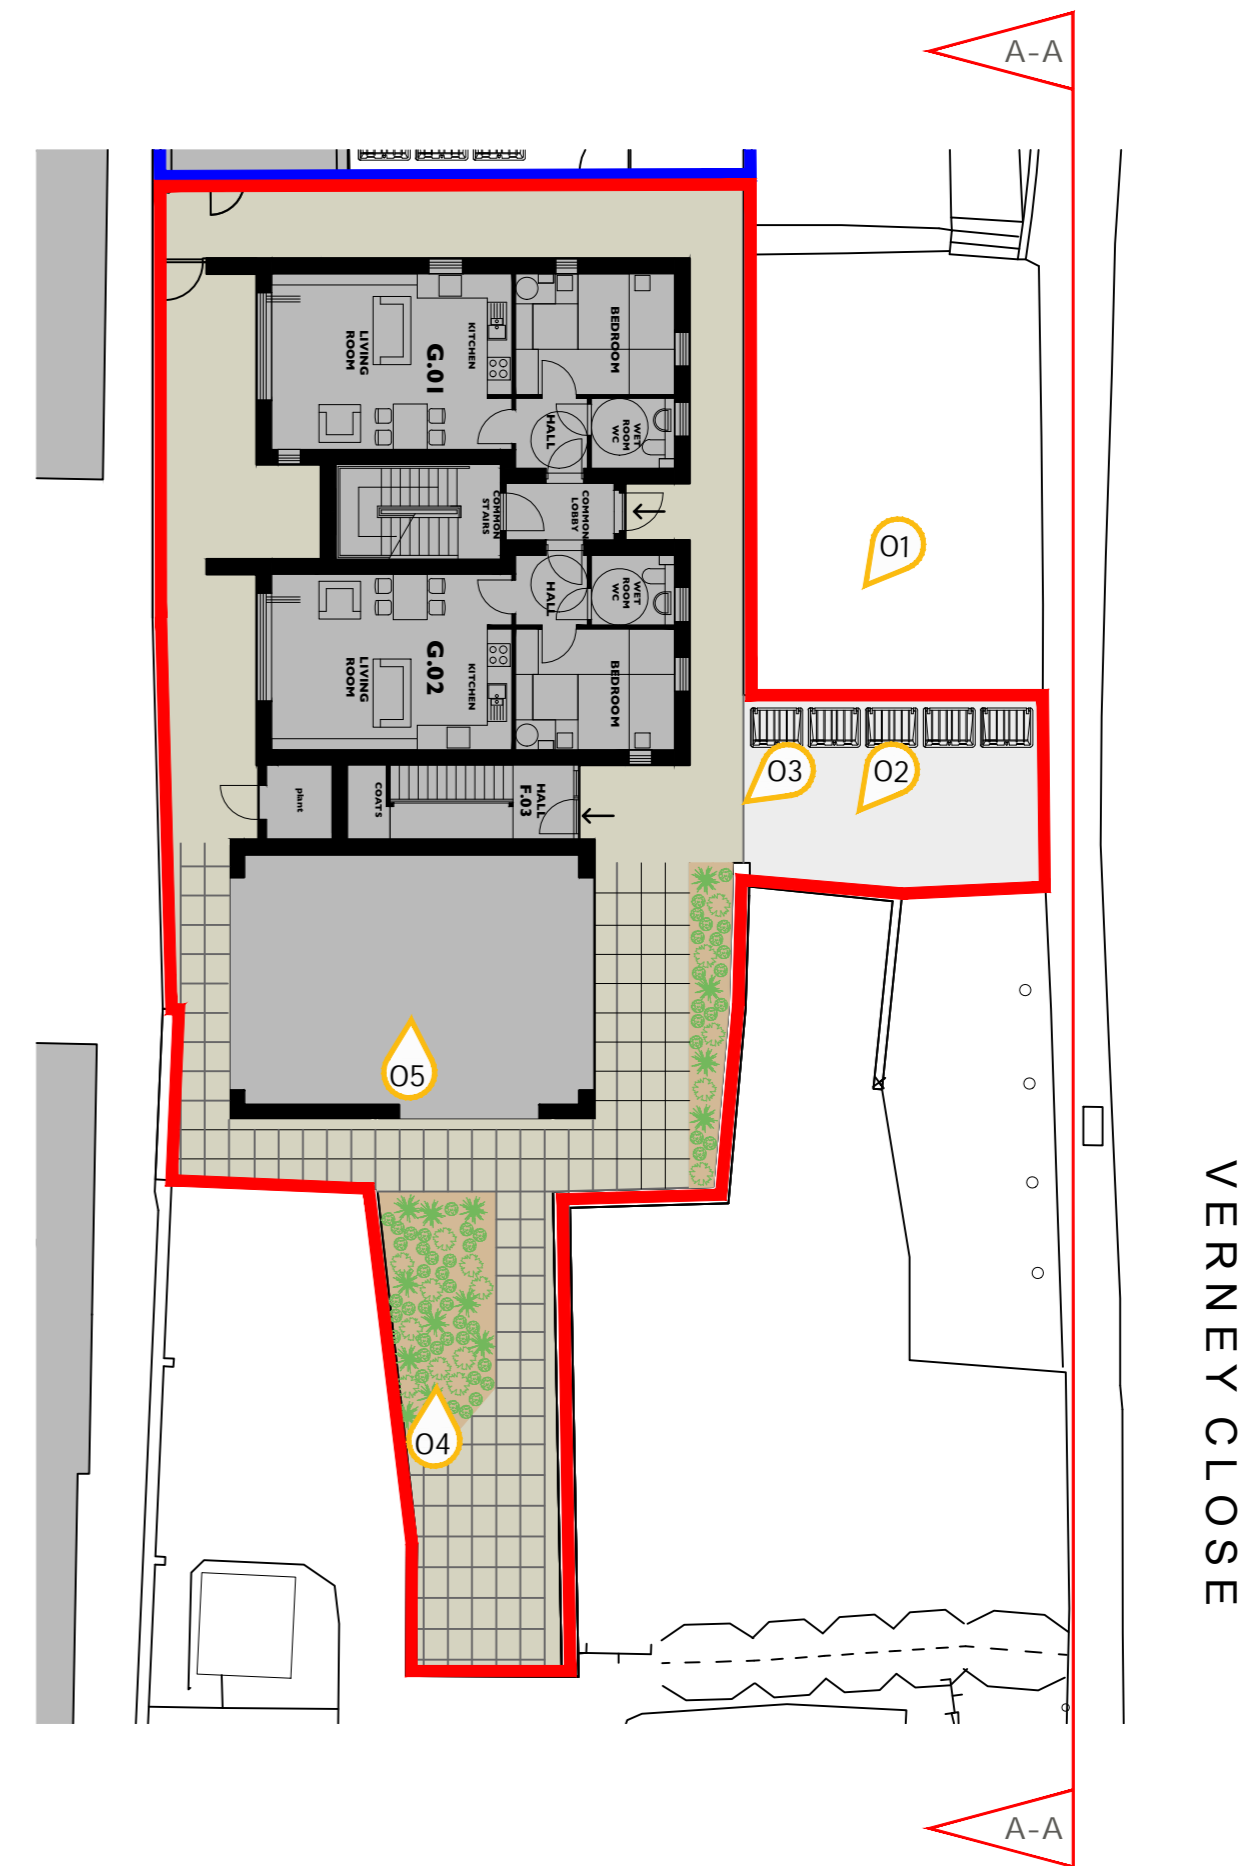 A-A
LIVING
ROOM
G.01
KITCHEN
BEDROOM
HALL
WET
ROOM
WC
COMMON
STAIRS
COMMON
LOBBY
01
HALL
WET
ROOM
WC
LIVING
ROOM
G.02
KITCHEN
BEDROOM
03
02
plant
COATS
HALL
F.03
05
04
VERNEY CLOSE
A-A